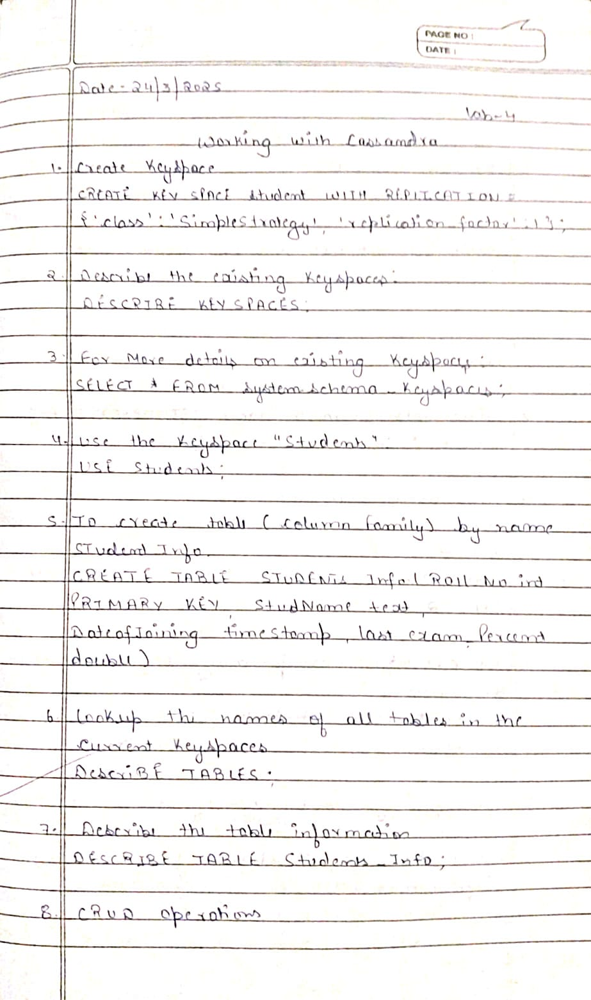 PAGE NO :
DATE :
Date - 24/3/2025
Lab-4
Working with Cassandra
1. Create Keyspace
CREATE KEY SPACE student WITH REPLICATION =
{'class':'Simplestrategy', 'replication factor':1};
2. Describe the existing Keyspaces:
DESCRIBE KEY SPACES;
3. For More details on existing Keyspaces:
SELECT * FROM system schema_Keyspaces;
4. Use the Keyspace "Students"
USE Students;
5. To create table (column family) by name
Student Info.
CREATE TABLE STUDENTS Info( ROll No int
PRIMARY KEY, StudName text,
DateofJoining timestamp, last exam_Percent
double)
6. Lookup the names of all tables in the
current Keyspaces
DescriBE TABLES;
7. Describe the table information
DESCRIBE TABLE Students_Info;
8. CRUD operations